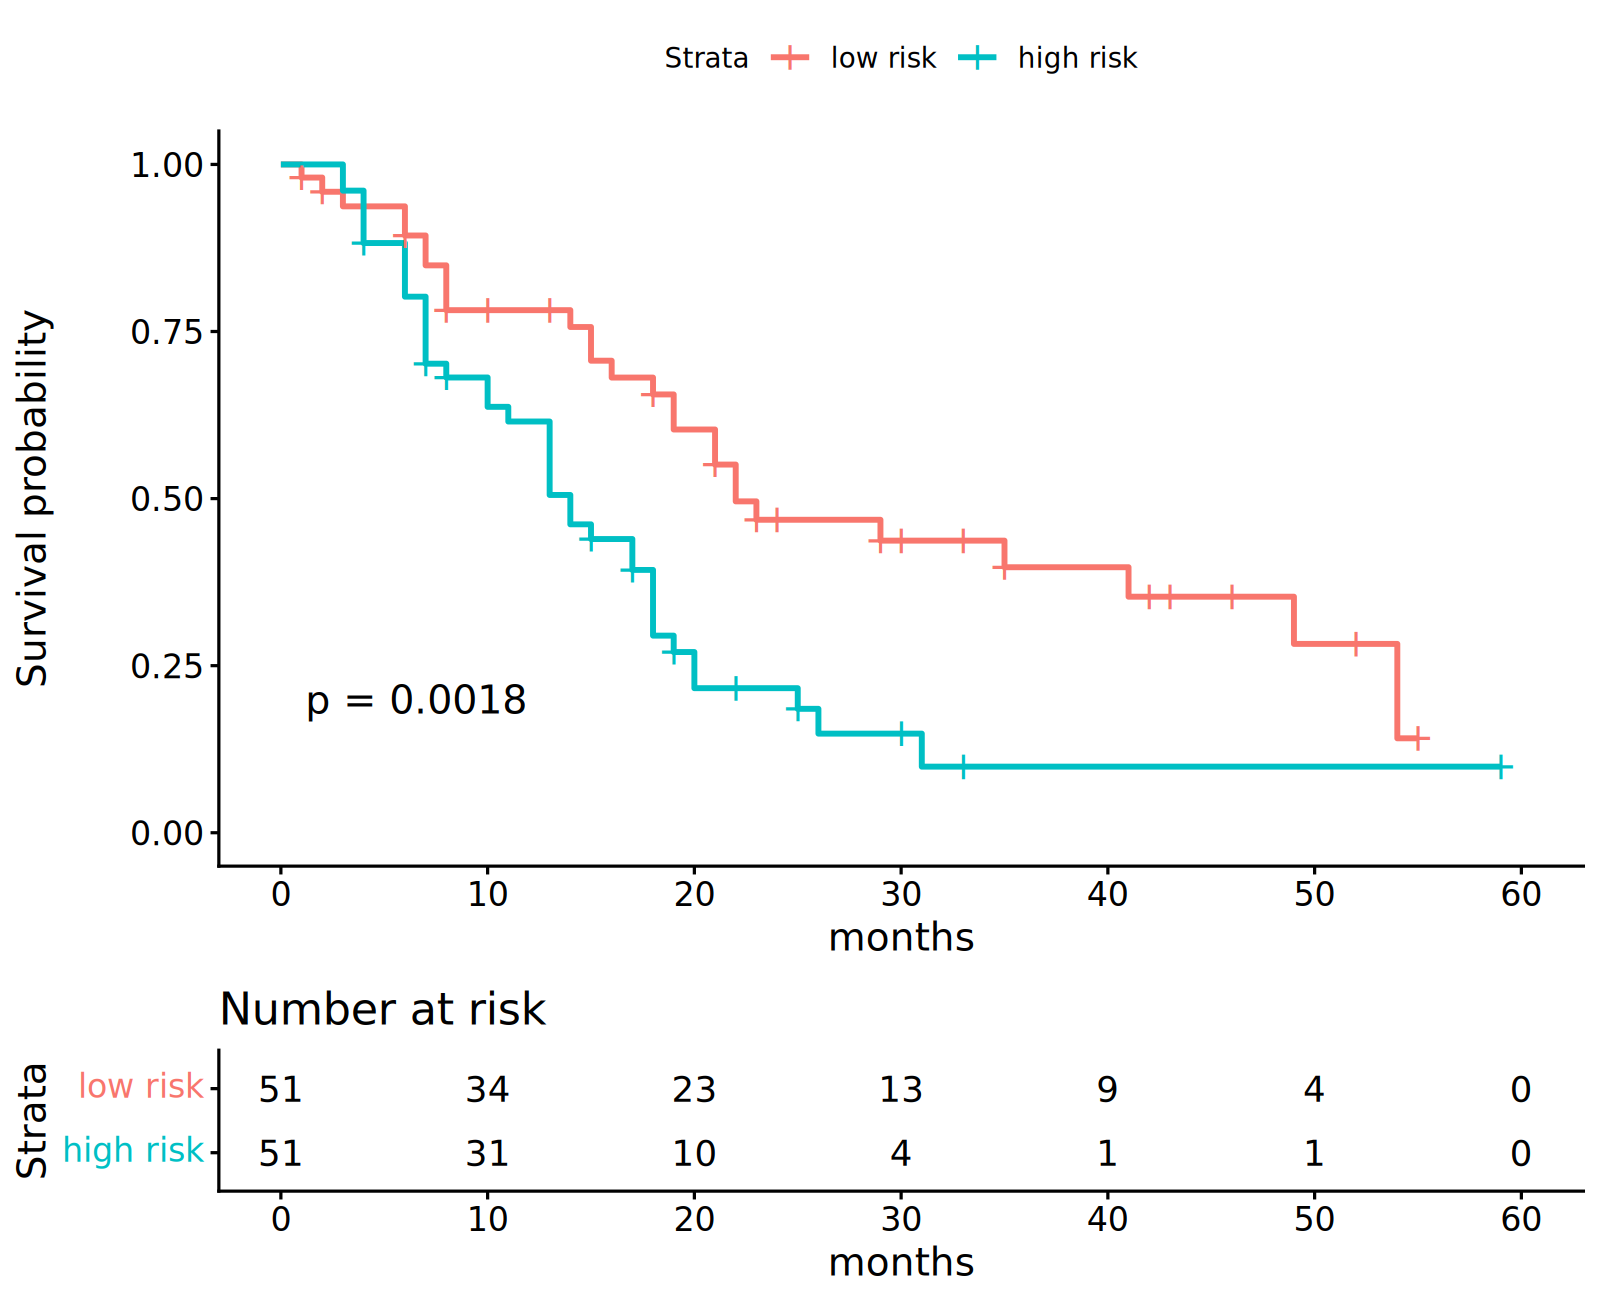 Strata low risk high risk
Survival probability
1.00
0.75
0.50
0.25
0.00
p = 0.0018
0 10 20 30 40 50 60
months
Number at risk
Strata
low risk 51 34 23 13 9 4 0
high risk 51 31 10 4 1 1 0
0 10 20 30 40 50 60
months